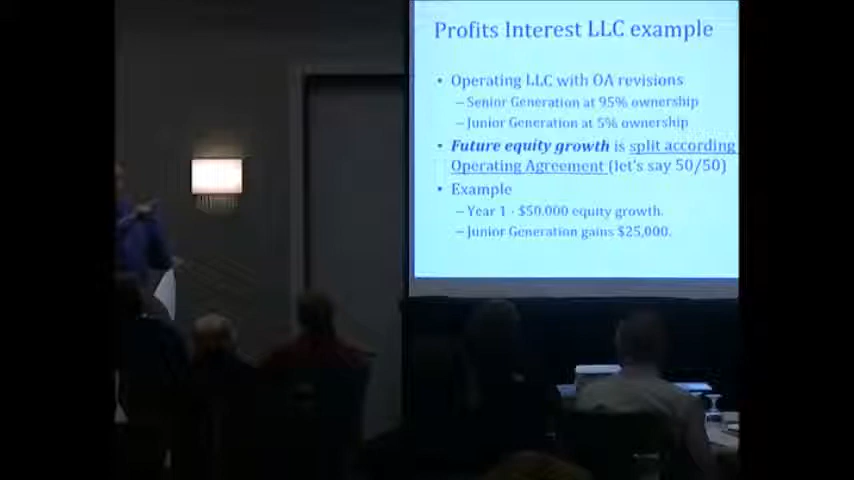 Profits Interest LLC example
• Operating LLC with OA revisions
– Senior Generation at 95% ownership
– Junior Generation at 5% ownership
• Future equity growth is split according
Operating Agreement (let's say 50/50)
• Example
– Year 1 - $50,000 equity growth.
– Junior Generation gains $25,000.